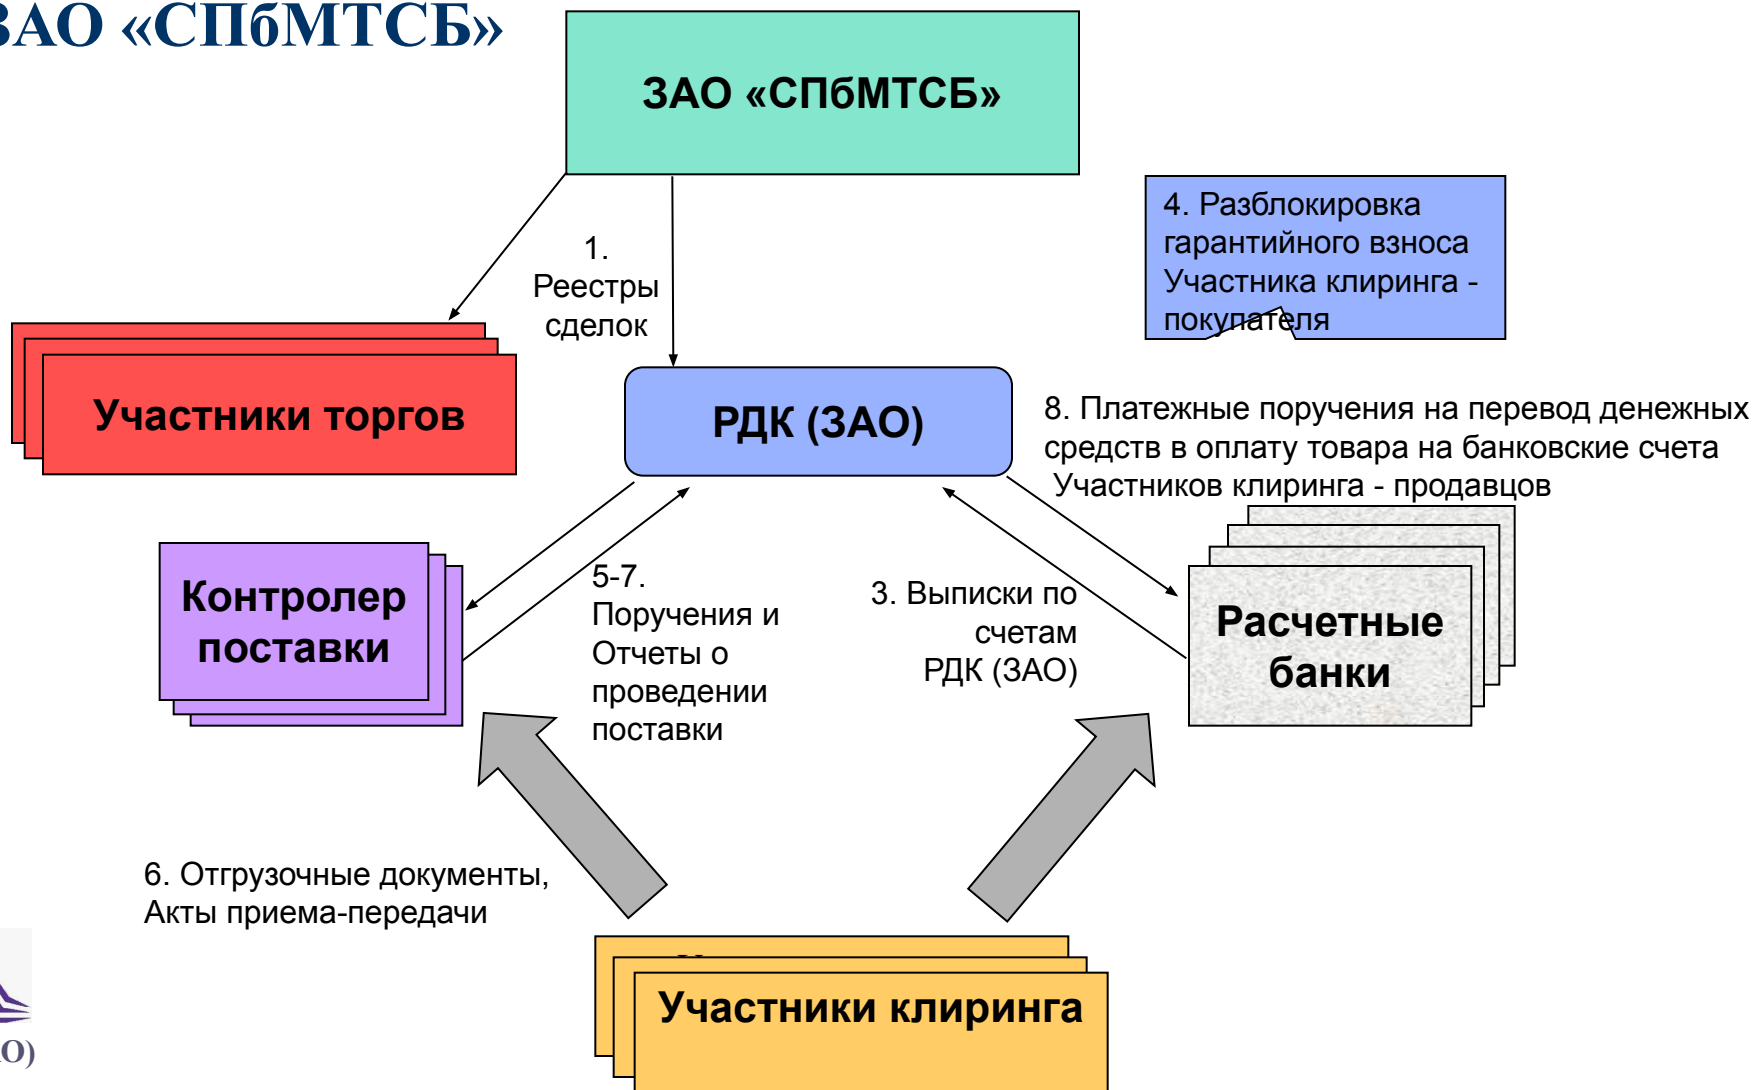 ЗАО «СПбМТСБ»
ЗАО «СПбМТСБ»
4. Разблокировка
гарантийного взноса
Участника клиринга -
покупателя
1.
Реестры
сделок
Участники торгов
РДК (ЗАО)
8. Платежные поручения на перевод денежных
средств в оплату товара на банковские счета
Участников клиринга - продавцов
Контролер
поставки
5-7.
Поручения и
Отчеты о
проведении
поставки
3. Выписки по
счетам
РДК (ЗАО)
Расчетные
банки
6. Отгрузочные документы,
Акты приема-передачи
Участники клиринга
О)